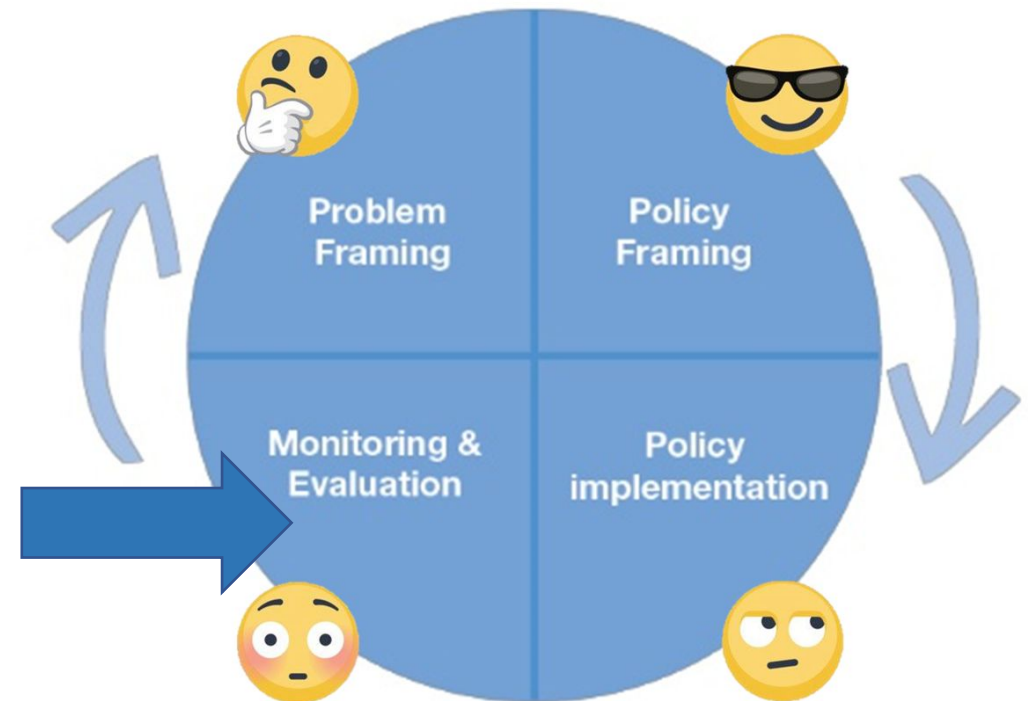 Problem
Framing
Policy
Framing
Monitoring &
Evaluation
Policy
implementation